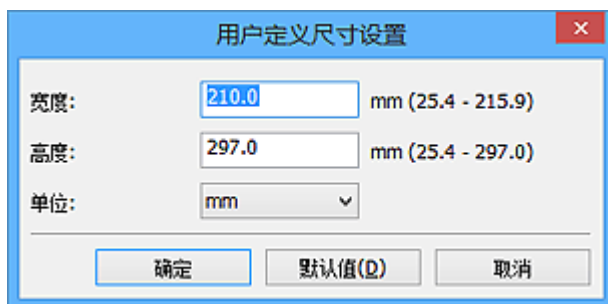 用户定义尺寸设置
宽度: 210.0 mm (25.4 - 215.9)
高度: 297.0 mm (25.4 - 297.0)
单位: mm
确定 默认值(D) 取消